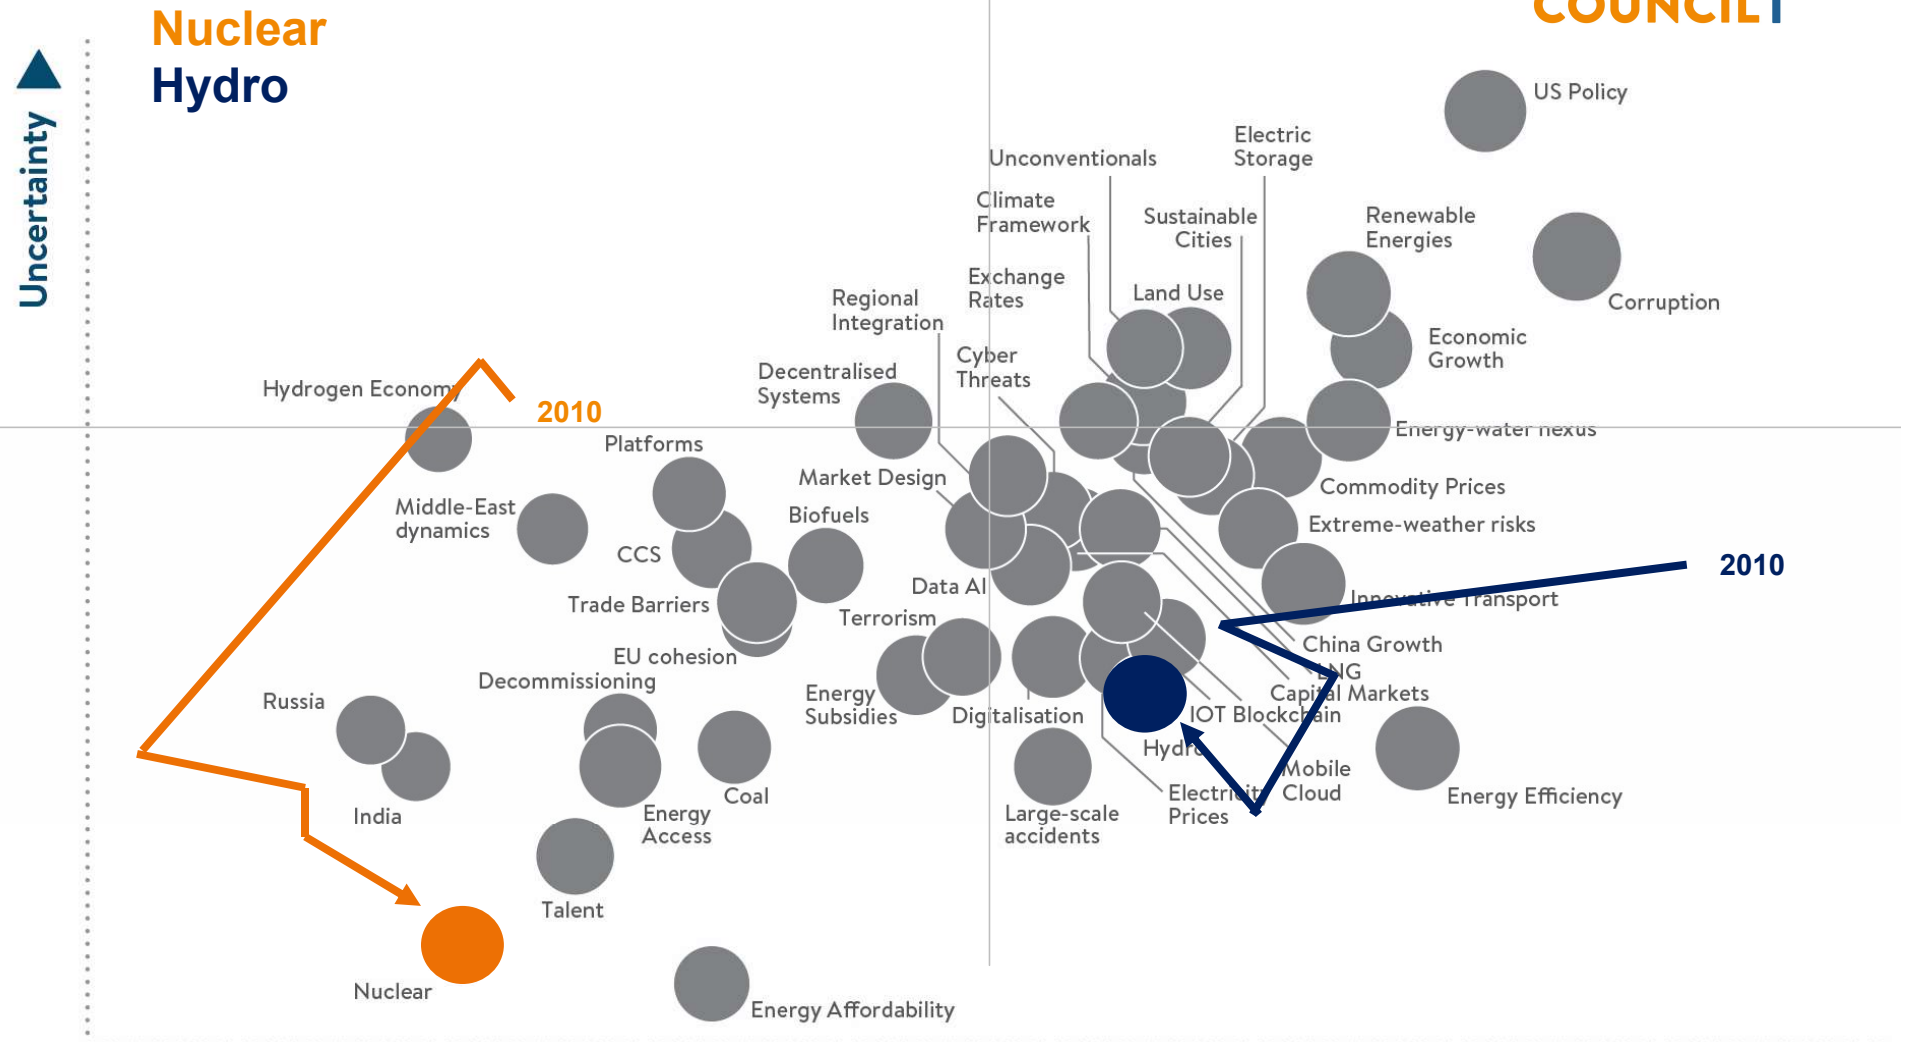 Nuclear
Hydro
COUNCIL
Uncertainty
US Policy
Electric
Storage
Unconventionals
Climate
Framework
Sustainable
Cities
Renewable
Energies
Exchange
Rates
Land Use
Regional
Integration
Corruption
Economic
Growth
Cyber
Threats
Decentralised
Systems
Hydrogen Economy
2010
Energy-water nexus
Platforms
Market Design
Commodity Prices
Middle-East
dynamics
Biofuels
Extreme-weather risks
CCS
2010
Data AI
Trade Barriers
Innovative Transport
Terrorism
China Growth
EU cohesion
LNG
Decommissioning
Capital Markets
Energy
Subsidies
Russia
Digitalisation
IOT Blockchain
Hydro
Mobile
Cloud
Electricity
Prices
Coal
Energy Efficiency
India
Energy
Access
Large-scale
accidents
Talent
Nuclear
Energy Affordability